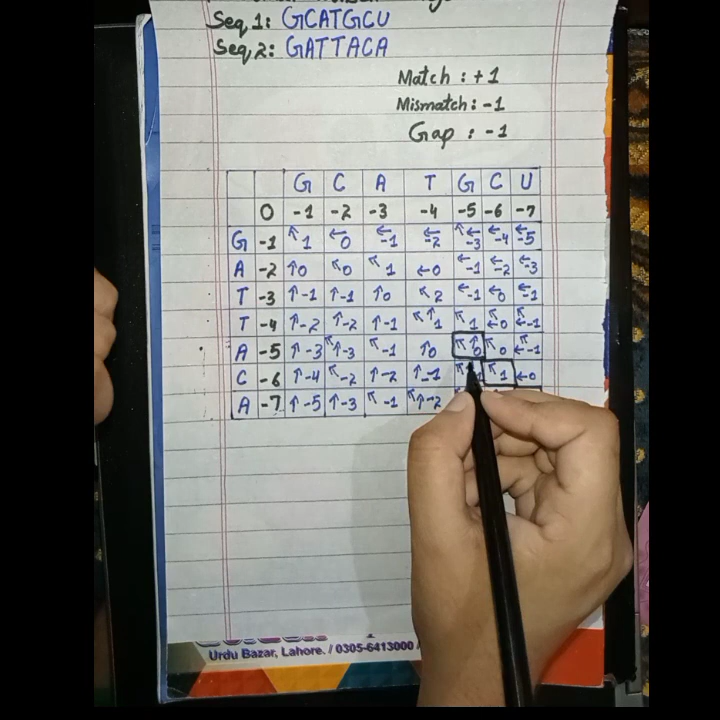 Seq 1: GCATGCU
Seq 2: GATTACA
Match : +1
Mismatch: -1
Gap : -1
G C A T G C U
0 -1 -2 -3 -4 -5 -6 -7
G -1 ↖1 ←0 ←-1 ←-2 ↖←-3 ←-4 ←-5
A -2 ↑0 ↖0 ↖1 ←0 ←-1 ←-2 ←-3
T -3 ↑-1 ↑-1 ↑0 ↖2 ←-1 ←0 ←-1
T -4 ↑-2 ↑-2 ↑-1 ↖↑1 ↖1 ↖←0 ↖←-1
A -5 ↑-3 ↖↑-3 ↖-1 ↑0 ↖↑0 ↖0 ↖←-1
C -6 ↑-4 ↖-2 ↑-2 ↑-1 ↖ ↖1 ←0
A -7 ↑-5 ↑-3 ↖-1 ↖↑-2
Urdu Bazar, Lahore. / 0305-6413000 /